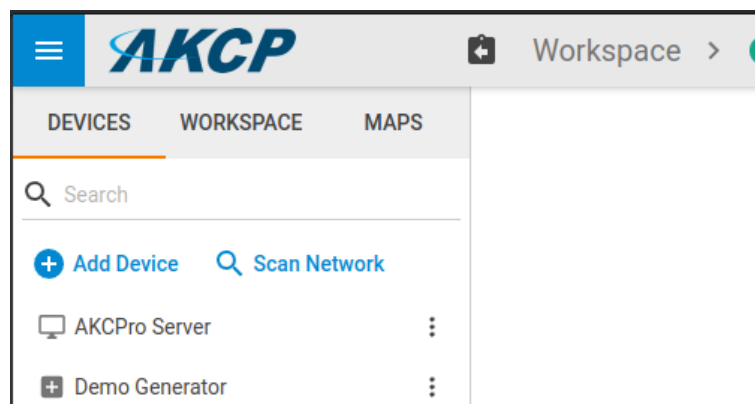 AKCP Workspace >
DEVICES WORKSPACE MAPS
Search
Add Device Scan Network
AKCPro Server
Demo Generator